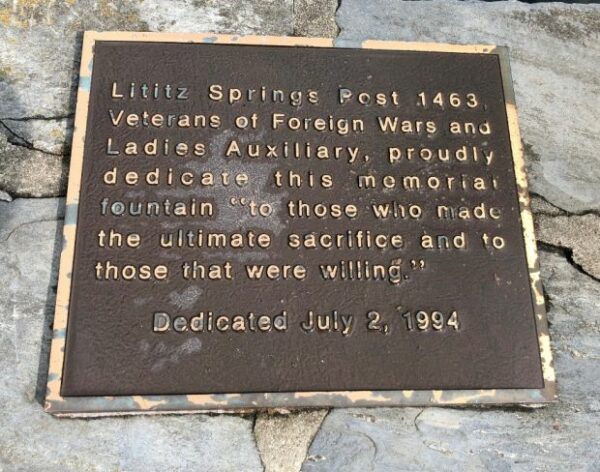 Lititz Springs Post 1463,
Veterans of Foreign Wars and
Ladies Auxiliary, proudly
dedicate this memorial
fountain "to those who made
the ultimate sacrifice and to
those that were willing."
Dedicated July 2, 1994